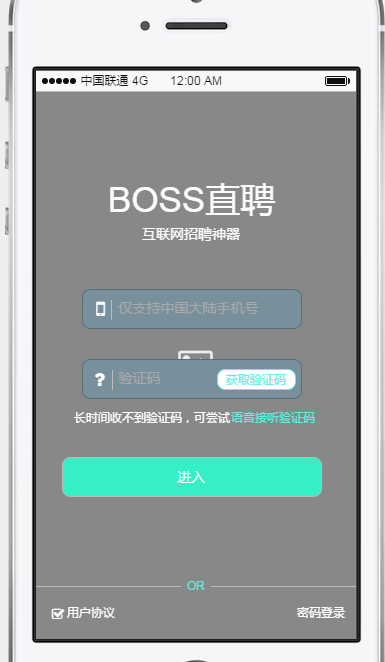 中国联通 4G 12:00 AM
BOSS直聘
互联网招聘神器
仅支持中国大陆手机号
验证码 获取验证码
长时间收不到验证码，可尝试语音接听验证码
进入
OR
用户协议 密码登录